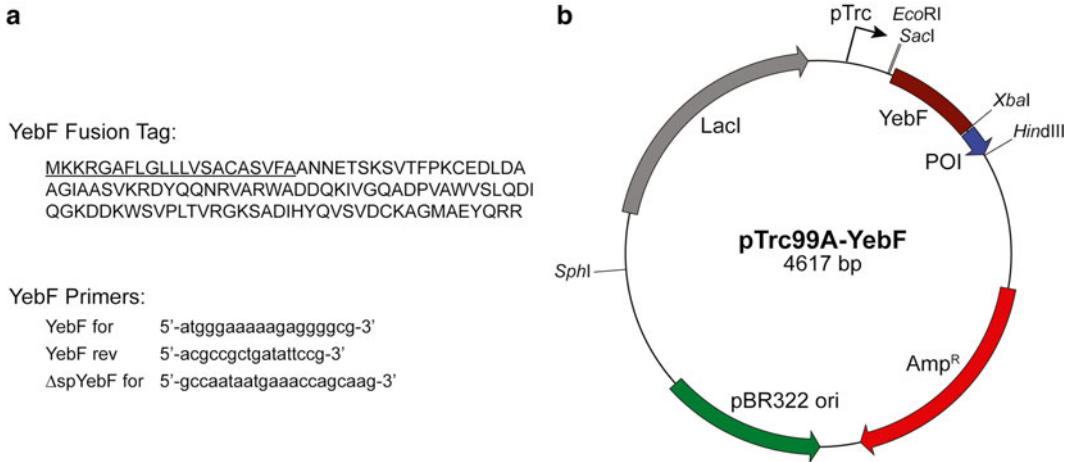 a
YebF Fusion Tag:
MKKRGAFLGLLLVSACASVFAANNETSKSVTFPKCEDLDA
AGIAASVKRDYQQNRVARWADDQKIVGQADPVAWVSLQDI
QGKDDKWSVPLTVRGKSADIHYQVSVDCKAGMAEYQRR
YebF Primers:
YebF for 5'-atgggaaaaagaggggcg-3'
YebF rev 5'-acgccgctgatattccg-3'
ΔspYebF for 5'-gccaataatgaaaccagcaag-3'
b
pTrc
EcoRI
SacI
YebF
XbaI
HindIII
POI
LacI
pTrc99A-YebF
4617 bp
SphI
AmpR
pBR322 ori